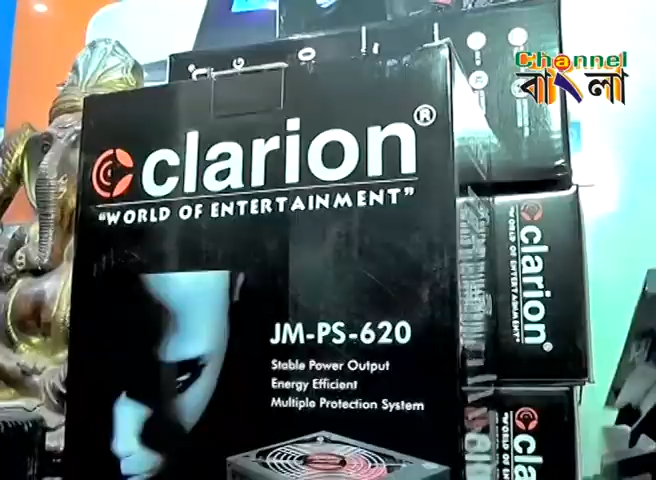 Channel
বাংলা
clarion®
"WORLD OF ENTERTAINMENT"
JM-PS-620
Stable Power Output
Energy Efficient
Multiple Protection System
clarion®
WORLD OF ENTERTAINMENT
clarion